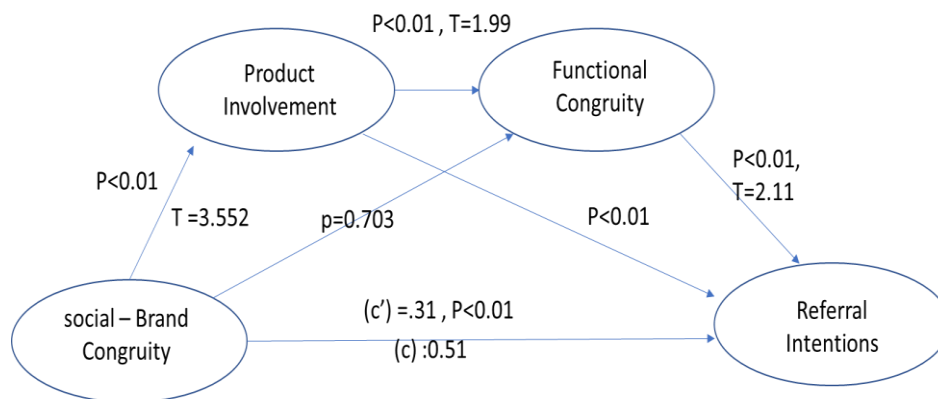 P<0.01 , T=1.99
Product
Involvement
Functional
Congruity
P<0.01
T =3.552
p=0.703
P<0.01
P<0.01,
T=2.11
social – Brand
Congruity
(c’) =.31 , P<0.01
(c) :0.51
Referral
Intentions